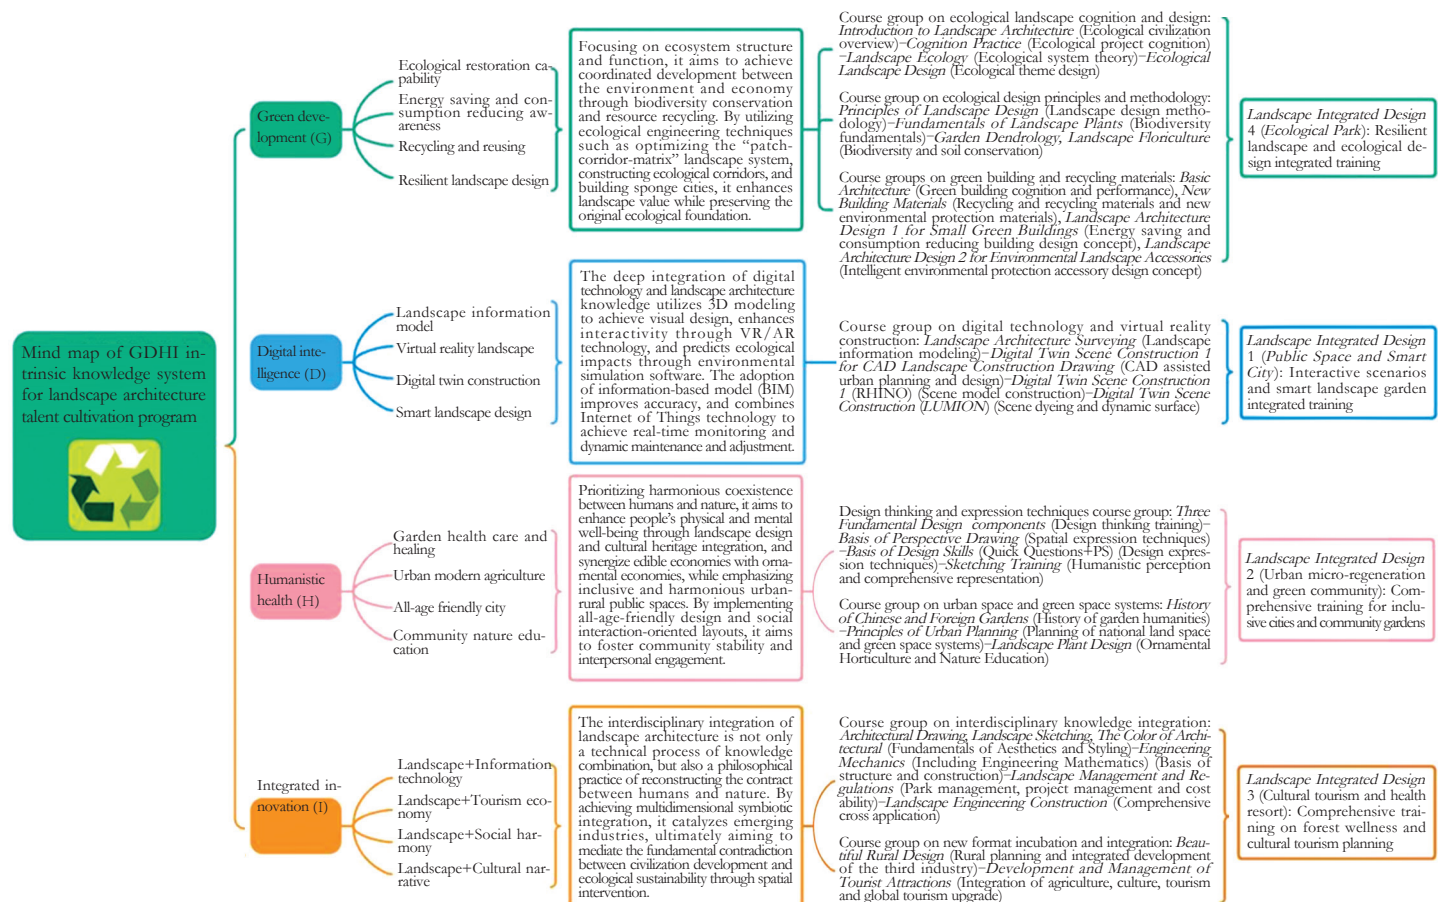 Mind map of GDHI in-
trinsic knowledge system
for landscape architecture
talent cultivation program
Green deve-
lopment (G)
Ecological restoration ca-
pability
Energy saving and con-
sumption reducing aw-
areness
Recycling and reusing
Resilient landscape design
Focusing on ecosystem structure
and function, it aims to achieve
coordinated development between
the environment and economy
through biodiversity conservation
and resource recycling. By utilizing
ecological engineering techniques
such as optimizing the “patch-
corridor-matrix” landscape system,
constructing ecological corridors, and
building sponge cities, it enhances
landscape value while preserving the
original ecological foundation.
Course group on ecological landscape cognition and design:
Introduction to Landscape Architecture (Ecological civilization
overview)–Cognition Practice (Ecological project cognition)
–Landscape Ecology (Ecological system theory)–Ecological
Landscape Design (Ecological theme design)
Course group on ecological design principles and methodology:
Principles of Landscape Design (Landscape design metho-
dology)–Fundamentals of Landscape Plants (Biodiversity
fundamentals)–Garden Dendrology, Landscape Floriculture
(Biodiversity and soil conservation)
Course groups on green building and recycling materials: Basic
Architecture (Green building cognition and performance), New
Building Materials (Recycling and recycling materials and new
environmental protection materials), Landscape Architecture
Design 1 for Small Green Buildings (Energy saving and
consumption reducing building design concept), Landscape
Architecture Design 2 for Environmental Landscape Accessories
(Intelligent environmental protection accessory design concept)
Landscape Integrated Design
4 (Ecological Park): Resilient
landscape and ecological de-
sign integrated training
Digital inte-
lligence (D)
Landscape information
model
Virtual reality landscape
Digital twin construction
Smart landscape design
The deep integration of digital
technology and landscape architecture
knowledge utilizes 3D modeling
to achieve visual design, enhances
interactivity through VR/AR
technology, and predicts ecological
impacts through environmental
simulation software. The adoption
of information-based model (BIM)
improves accuracy, and combines
Internet of Things technology to
achieve real-time monitoring and
dynamic maintenance and adjustment.
Course group on digital technology and virtual reality
construction: Landscape Architecture Surveying (Landscape
information modeling)–Digital Twin Scene Construction 1
for CAD Landscape Construction Drawing (CAD assisted
urban planning and design)–Digital Twin Scene Construction
1 (RHINO) (Scene model construction)–Digital Twin Scene
Construction (LUMION) (Scene dyeing and dynamic surface)
Landscape Integrated Design
1 (Public Space and Smart
City): Interactive scenarios
and smart landscape garden
integrated training
Humanistic
health (H)
Garden health care and
healing
Urban modern agriculture
All-age friendly city
Community nature edu-
cation
Prioritizing harmonious coexistence
between humans and nature, it aims to
enhance people’s physical and mental
well-being through landscape design
and cultural heritage integration, and
synergize edible economies with orna-
mental economies, while emphasizing
inclusive and harmonious urban-
rural public spaces. By implementing
all-age-friendly design and social
interaction-oriented layouts, it aims
to foster community stability and
interpersonal engagement.
Design thinking and expression techniques course group: Three
Fundamental Design components (Design thinking training)–
Basis of Perspective Drawing (Spatial expression techniques)
–Basis of Design Skills (Quick Questions+PS) (Design expres-
sion techniques)–Sketching Training (Humanistic perception
and comprehensive representation)
Course group on urban space and green space systems: History
of Chinese and Foreign Gardens (History of garden humanities)
–Principles of Urban Planning (Planning of national land space
and green space systems)–Landscape Plant Design (Ornamental
Horticulture and Nature Education)
Landscape Integrated Design
2 (Urban micro-regeneration
and green community): Com-
prehensive training for inclu-
sive cities and community gardens
Integrated in-
novation (I)
Landscape+Information
technology
Landscape+Tourism eco-
nomy
Landscape+Social har-
mony
Landscape+Cultural nar-
rative
The interdisciplinary integration of
landscape architecture is not only
a technical process of knowledge
combination, but also a philosophical
practice of reconstructing the contract
between humans and nature. By
achieving multidimensional symbiotic
integration, it catalyzes emerging
industries, ultimately aiming to
mediate the fundamental contradiction
between civilization development and
ecological sustainability through spatial
intervention.
Course group on interdisciplinary knowledge integration:
Architectural Drawing, Landscape Sketching, The Color of Archi-
tectural (Fundamentals of Aesthetics and Styling)–Engineering
Mechanics (Including Engineering Mathematics) (Basis of
structure and construction)–Landscape Management and Re-
gulations (Park management, project management and cost
ability)–Landscape Engineering Construction (Comprehensive
cross application)
Course group on new format incubation and integration: Beau-
tiful Rural Design (Rural planning and integrated development
of the third industry)–Development and Management of
Tourist Attractions (Integration of agriculture, culture, tourism
and global tourism upgrade)
Landscape Integrated Design
3 (Cultural tourism and health
resort): Comprehensive trai-
ning on forest wellness and
cultural tourism planning